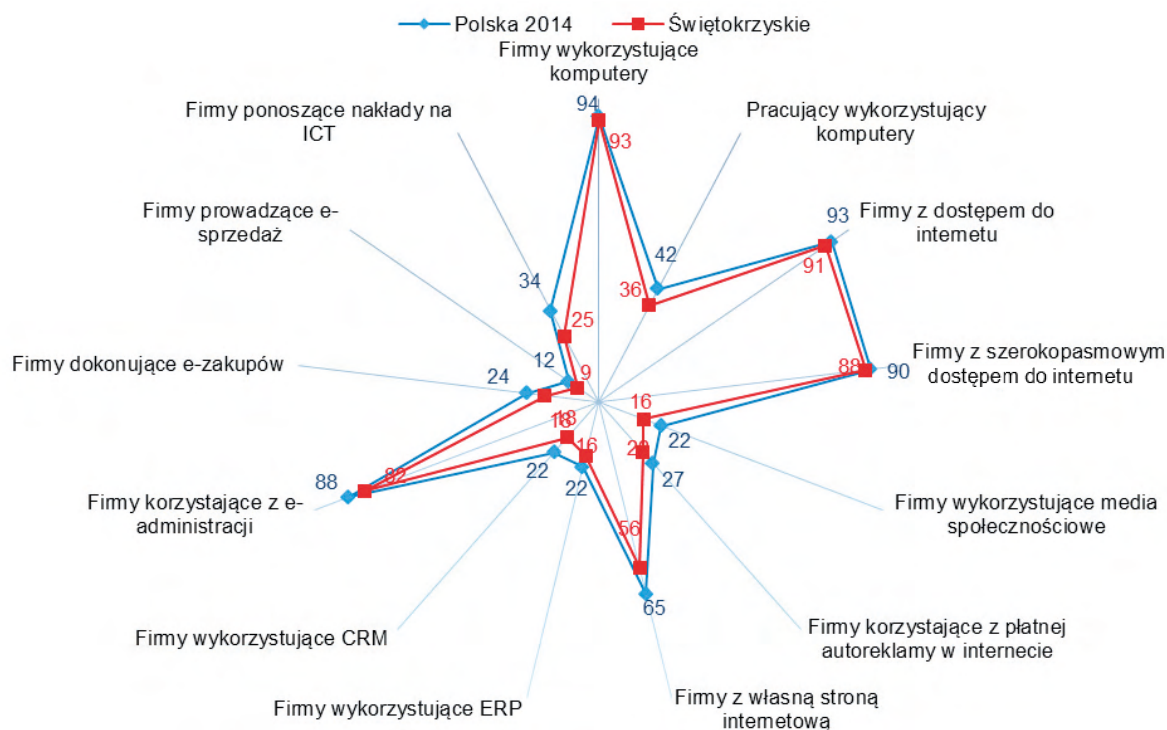 Polska 2014
Świętokrzyskie
Firmy wykorzystujące
komputery
94
93
Pracujący wykorzystujący
komputery
42
36
Firmy z dostępem do
internetu
93
91
Firmy z szerokopasmowym
dostępem do internetu
88
90
Firmy wykorzystujące media
społecznościowe
16
22
Firmy korzystające z płatnej
autoreklamy w internecie
27
Firmy z własną stroną
internetową
56
65
Firmy wykorzystujące ERP
16
22
Firmy wykorzystujące CRM
22
Firmy korzystające z e-
administracji
88
82
Firmy dokonujące e-zakupów
24
18
Firmy prowadzące e-
sprzedaż
12
9
Firmy ponoszące nakłady na
ICT
34
25